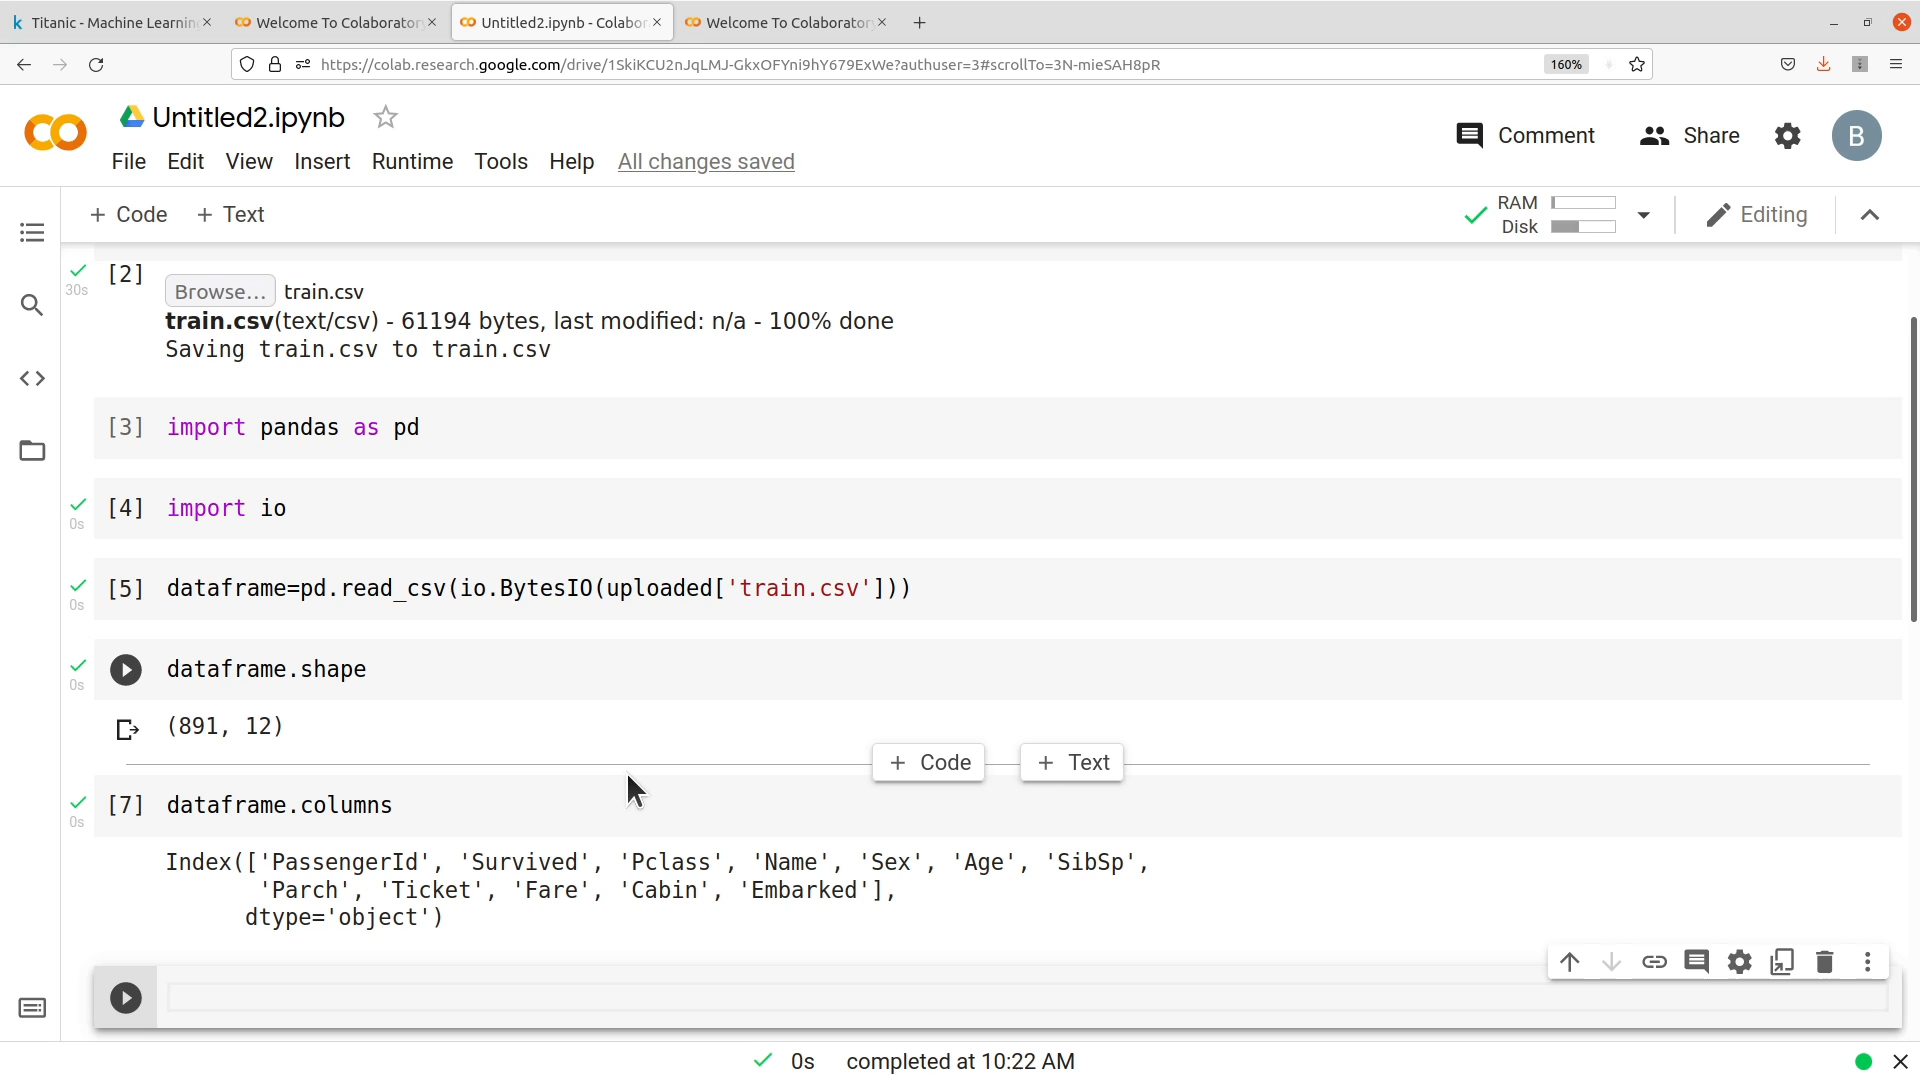 Titanic - Machine Learnin
Welcome To Colaborator
Untitled2.ipynb - Colabor
Welcome To Colaborator
https://colab.research.google.com/drive/1SkiKCU2nJqLMJ-GkxOFYni9hY679ExWe?authuser=3#scrollTo=3N-mieSAH8pR
160%
Untitled2.ipynb
Comment
Share
B
File Edit View Insert Runtime Tools Help All changes saved
+ Code + Text
RAM
Disk
Editing
[2]
30s
Browse... train.csv
train.csv(text/csv) - 61194 bytes, last modified: n/a - 100% done
Saving train.csv to train.csv
[3] import pandas as pd
[4] import io
0s
[5] dataframe=pd.read_csv(io.BytesIO(uploaded['train.csv']))
0s
dataframe.shape
0s
(891, 12)
+ Code + Text
[7] dataframe.columns
0s
Index(['PassengerId', 'Survived', 'Pclass', 'Name', 'Sex', 'Age', 'SibSp',
'Parch', 'Ticket', 'Fare', 'Cabin', 'Embarked'],
dtype='object')
0s completed at 10:22 AM